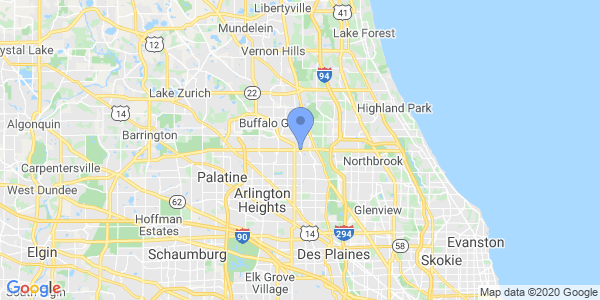 Libertyville
41
Lake Forest
Mundelein
Vernon Hills
12
ystal Lake
94
Lake Zurich
22
14
Highland Park
Algonquin
Buffalo G
Barrington
Northbrook
Carpentersville
Palatine
West Dundee
Arlington
Heights
62
Glenview
Hoffman
Estates
14
294
90
58
Evanston
Elgin
Schaumburg
Des Plaines
Skokie
Elk Grove
Village
Google
South Elgin
Map data ©2020 Google